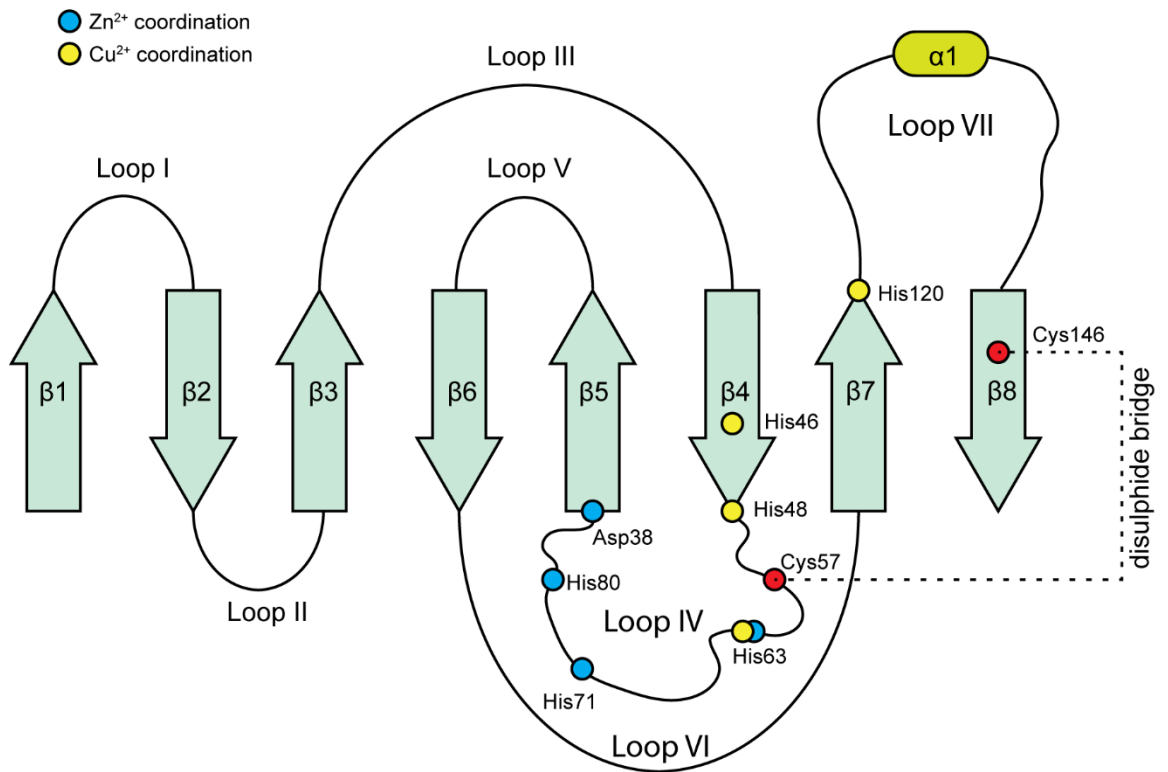 Zn²⁺ coordination
Cu²⁺ coordination
Loop III
α1
Loop VII
Loop I
Loop V
His120
Cys146
β1
β2
β3
β6
β5
β4
β7
β8
His46
disulphide bridge
His48
Asp38
Cys57
His80
Loop II
Loop IV
His63
His71
Loop VI